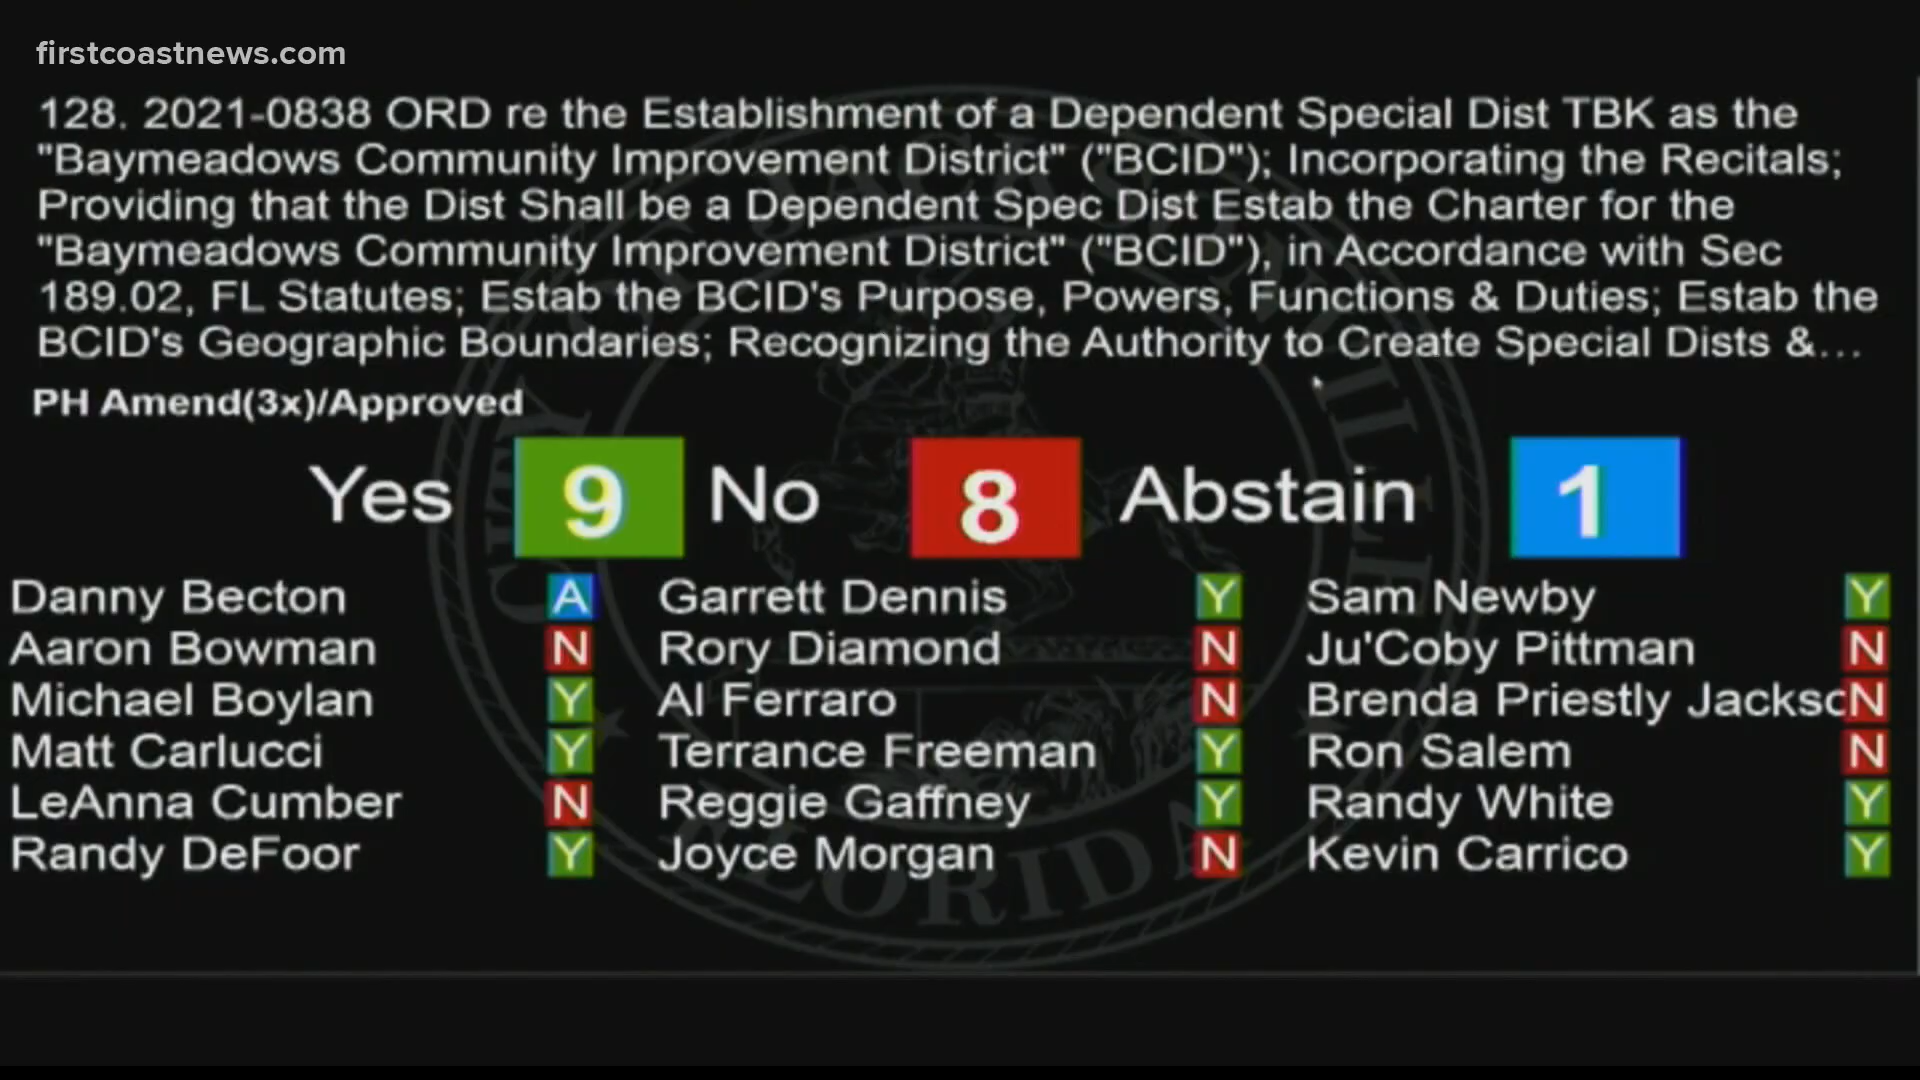 firstcoastnews.com
128. 2021-0838 ORD re the Establishment of a Dependent Special Dist TBK as the
"Baymeadows Community Improvement District" ("BCID"); Incorporating the Recitals;
Providing that the Dist Shall be a Dependent Spec Dist Estab the Charter for the
"Baymeadows Community Improvement District" ("BCID"), in Accordance with Sec
189.02, FL Statutes; Estab the BCID's Purpose, Powers, Functions & Duties; Estab the
BCID's Geographic Boundaries; Recognizing the Authority to Create Special Dists &...
PH Amend(3x)/Approved
Yes 9 No 8 Abstain 1
Danny Becton A Garrett Dennis Y Sam Newby Y
Aaron Bowman N Rory Diamond N Ju'Coby Pittman N
Michael Boylan Y Al Ferraro N Brenda Priestly Jackso N
Matt Carlucci Y Terrance Freeman Y Ron Salem N
LeAnna Cumber N Reggie Gaffney Y Randy White Y
Randy DeFoor Y Joyce Morgan N Kevin Carrico Y
CITY OF JACKSONVILLE
FLORIDA